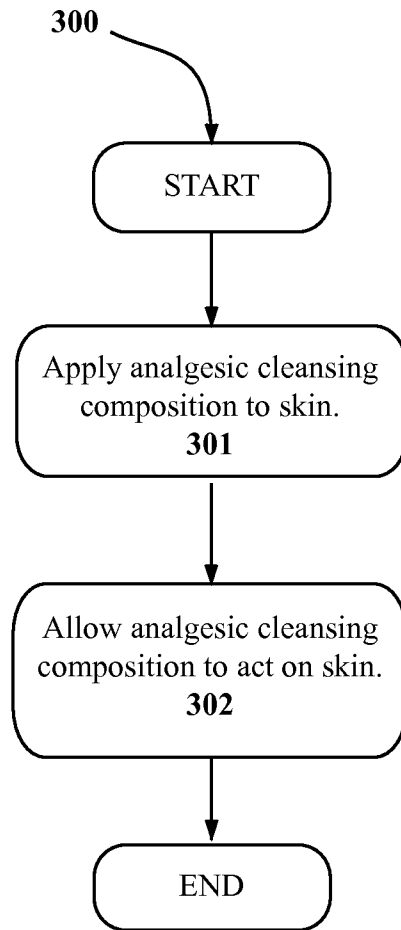 300
START
Apply analgesic cleansing
composition to skin.
301
Allow analgesic cleansing
composition to act on skin.
302
END